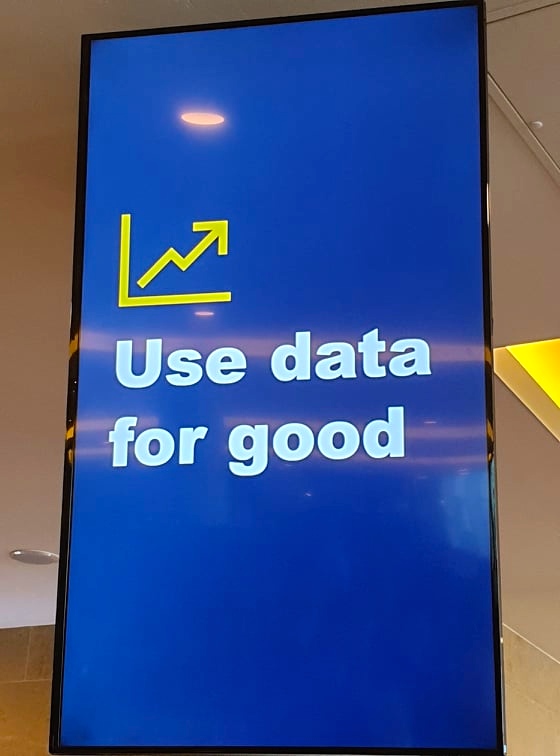 Use data
for good